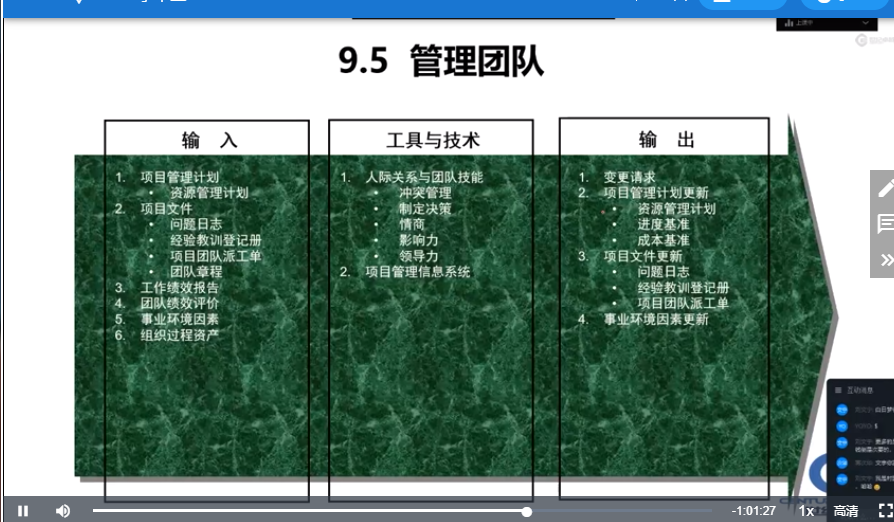 9.5 管理团队
输 入
1. 项目管理计划
• 资源管理计划
2. 项目文件
• 问题日志
• 经验教训登记册
• 项目团队派工单
• 团队章程
3. 工作绩效报告
4. 团队绩效评价
5. 事业环境因素
6. 组织过程资产
工具与技术
1. 人际关系与团队技能
• 冲突管理
• 制定决策
• 情商
• 影响力
• 领导力
2. 项目管理信息系统
输 出
1. 变更请求
2. 项目管理计划更新
• 资源管理计划
• 进度基准
• 成本基准
3. 项目文件更新
• 问题日志
• 经验教训登记册
• 项目团队派工单
4. 事业环境因素更新
互动消息
-1:01:27
1x
高清